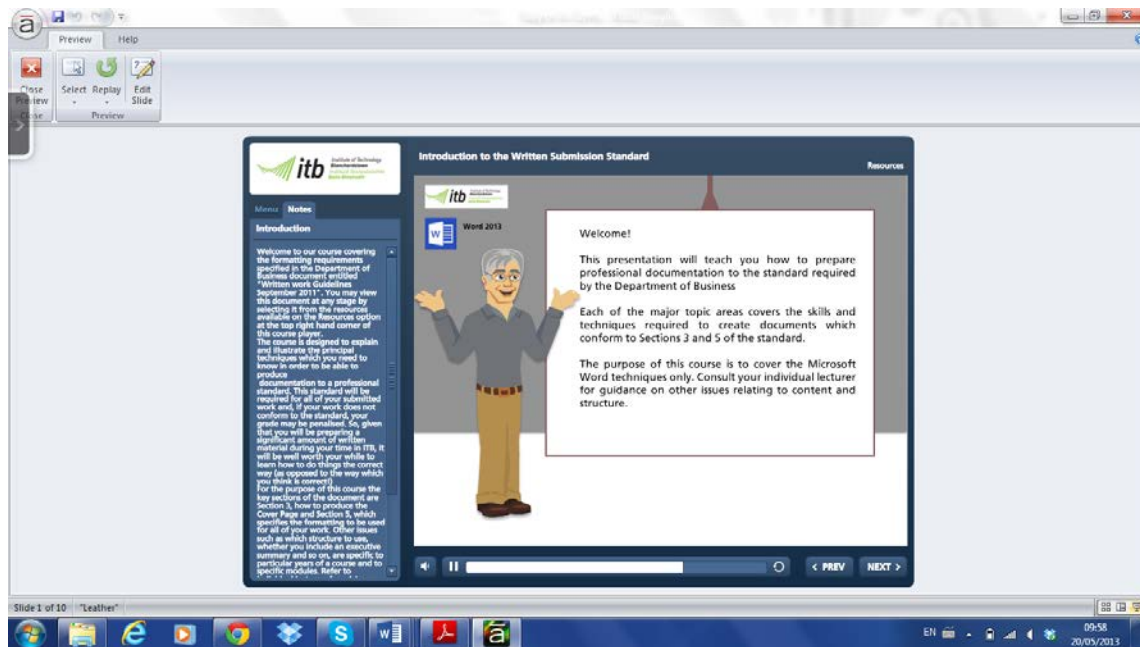 Preview
Help
Close
Preview
Select
Replay
Edit
Slide
Close
Preview
itb
Institute of Technology
Blanchardstown
Introduction to the Written Submission Standard
Resources
Menu
Notes
Introduction
Welcome to our course covering
the formatting requirements
specified in the Department of
Business document entitled
"Written work Guidelines
September 2011". You may view
this document at any stage by
selecting it from the resources
available on the Resources option
at the top right hand corner of
this course player.
The course is designed to explain
and illustrate the principal
techniques which you need to
know in order to be able to
produce
documentation to a professional
standard. This standard will be
required for all of your submitted
work and, if your work does not
conform to the standard, your
grade may be penalised. So, given
that you will be preparing a
significant amount of written
material during your time in ITB, it
will be well worth your while to
learn how to do things the correct
way (as opposed to the way which
you think is correct!)
For the purpose of this course the
key sections of the document are
Section 3, how to produce the
Cover Page and Section 5, which
specifies the formatting to be used
for all of your work. Other issues
such as which structure to use,
whether you include an executive
summary and so on, are specific to
particular years of a course and to
specific modules. Refer to
itb
W
Word 2013
Welcome!
This presentation will teach you how to prepare
professional documentation to the standard required
by the Department of Business
Each of the major topic areas covers the skills and
techniques required to create documents which
conform to Sections 3 and 5 of the standard.
The purpose of this course is to cover the Microsoft
Word techniques only. Consult your individual lecturer
for guidance on other issues relating to content and
structure.
< PREV
NEXT >
Slide 1 of 10
"Leather"
EN
09:58
20/05/2013